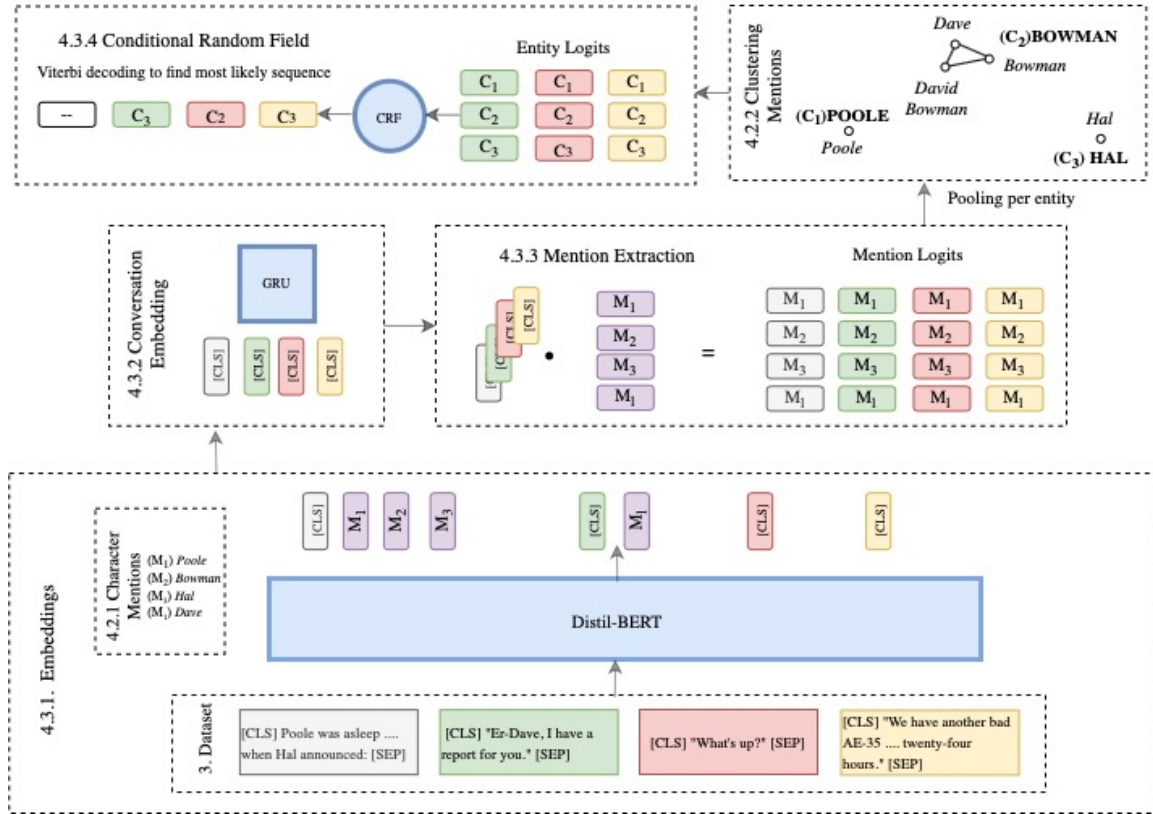 4.3.4 Conditional Random Field
Viterbi decoding to find most likely sequence
-- C3 C2 C3
CRF
Entity Logits
C1 C1 C1
C2 C2 C2
C3 C3 C3
4.2.2 Clustering
Mentions
Dave
(C2)BOWMAN
Bowman
David
Bowman
(C1)POOLE
Poole
Hal
(C3) HAL
Pooling per entity
4.3.2 Conversation
Embedding
GRU
[CLS] [CLS] [CLS] [CLS]
4.3.3 Mention Extraction
[CLS]
[CLS]
M1
M2
M3
M1
=
Mention Logits
M1 M1 M1 M1
M2 M2 M2 M2
M3 M3 M3 M3
M1 M1 M1 M1
4.3.1. Embeddings
4.2.1 Character
Mentions
(M1) Poole
(M2) Bowman
Hal
Dave
[CLS] M1 M2 M3 [CLS] M1 [CLS] [CLS]
Distil-BERT
3. Dataset
[CLS] Poole was asleep ....
when Hal announced: [SEP]
[CLS] "Er-Dave, I have a
report for you." [SEP]
[CLS] "What's up?" [SEP]
[CLS] "We have another bad
AE-35 .... twenty-four
hours." [SEP]